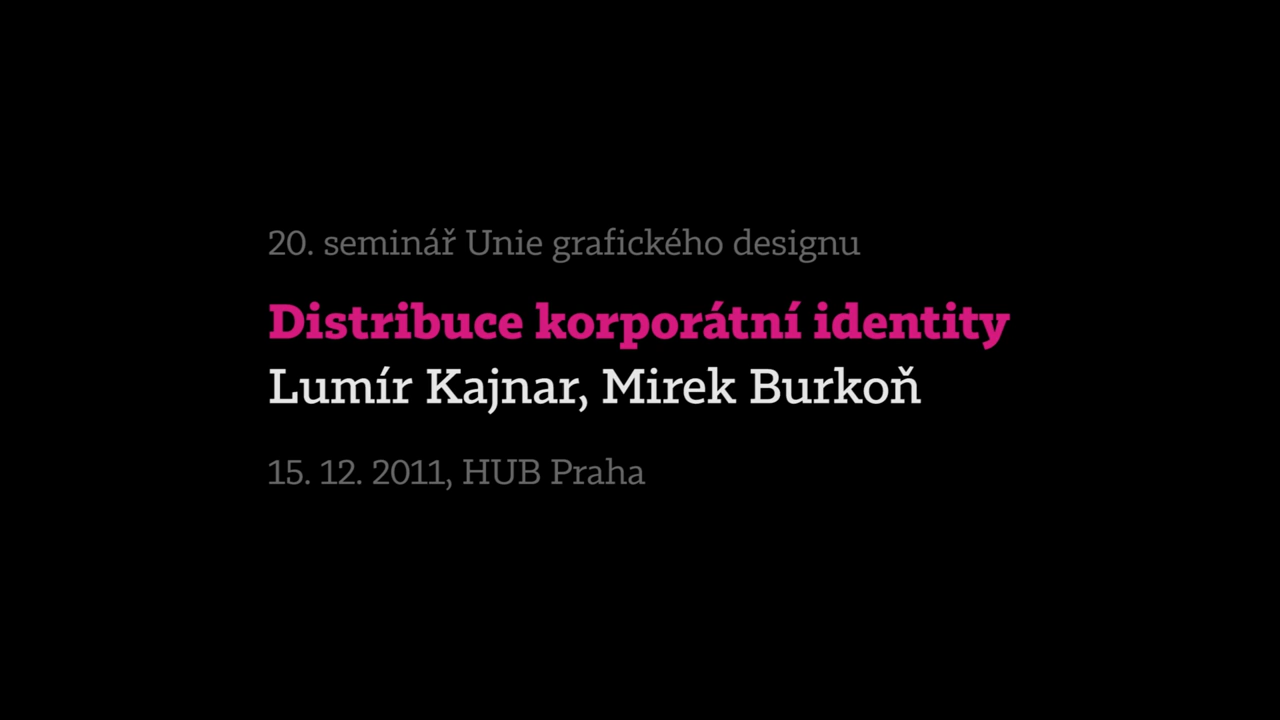 20. seminář Unie grafického designu
Distribuce korporátní identity
Lumír Kajnar, Mirek Burkoň
15. 12. 2011, HUB Praha